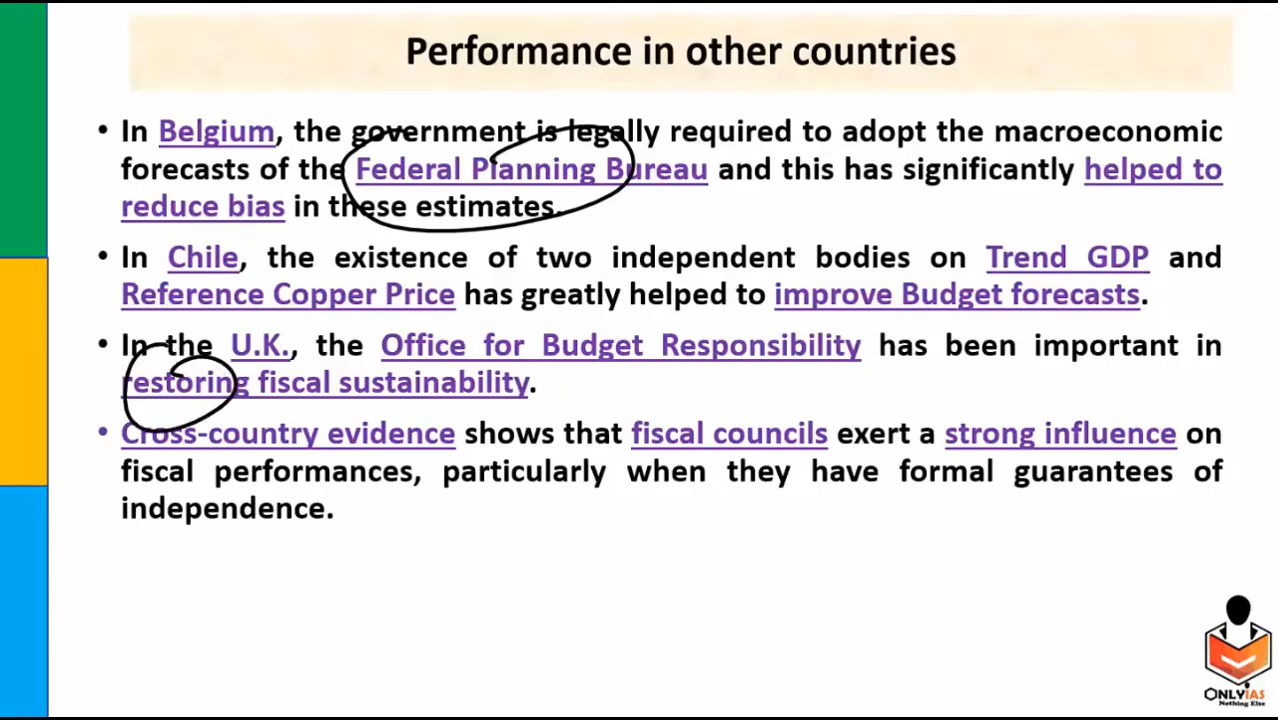 Performance in other countries
• In Belgium, the government is legally required to adopt the macroeconomic
forecasts of the Federal Planning Bureau and this has significantly helped to
reduce bias in these estimates.
• In Chile, the existence of two independent bodies on Trend GDP and
Reference Copper Price has greatly helped to improve Budget forecasts.
• In the U.K., the Office for Budget Responsibility has been important in
restoring fiscal sustainability.
• Cross-country evidence shows that fiscal councils exert a strong influence on
fiscal performances, particularly when they have formal guarantees of
independence.
ONLYIAS
Nothing Else